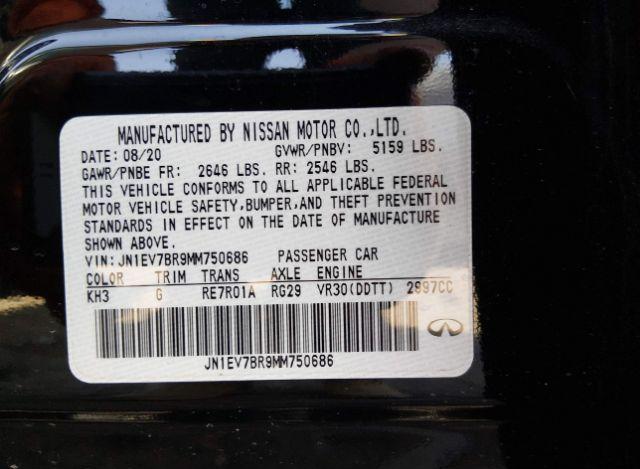 MANUFACTURED BY NISSAN MOTOR CO.,LTD.
DATE: 08/20 GVWR/PNBV: 5159 LBS.
GAWR/PNBE FR: 2646 LBS. RR: 2546 LBS.
THIS VEHICLE CONFORMS TO ALL APPLICABLE FEDERAL
MOTOR VEHICLE SAFETY,BUMPER,AND THEFT PREVENTION
STANDARDS IN EFFECT ON THE DATE OF MANUFACTURE
SHOWN ABOVE.
VIN:JN1EV7BR9MM750686 PASSENGER CAR
COLOR TRIM TRANS AXLE ENGINE
KH3 G RE7R01A RG29 VR30(DDTT) 2997CC
JN1EV7BR9MM750686